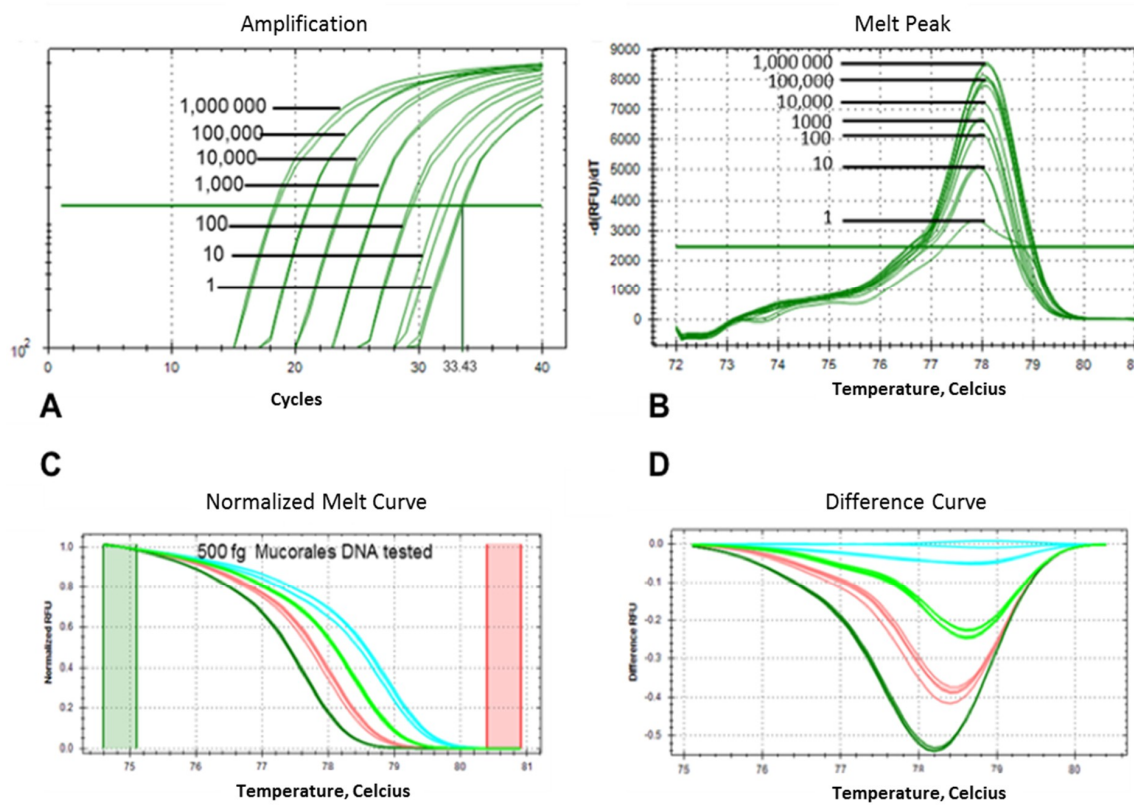 Amplification
1,000 000
100,000
10,000
1,000
100
10
1
10²
0 10 20 30 33.43 40
Cycles
A
Melt Peak
9000
8000
7000
6000
5000
4000
3000
2000
1000
0
-d(RFU)/dT
1,000 000
100,000
10,000
1000
100
10
1
72 73 74 75 76 77 78 79 80 8
Temperature, Celcius
B
C
Normalized Melt Curve
500 fg Mucorales DNA tested
1.0
0.8
0.6
0.4
0.2
0.0
Normalized RFU
75 76 77 78 79 80 81
Temperature, Celcius
D
Difference Curve
0.0
-0.1
-0.2
-0.3
-0.4
-0.5
Difference RFU
75 76 77 78 79 80
Temperature, Celcius